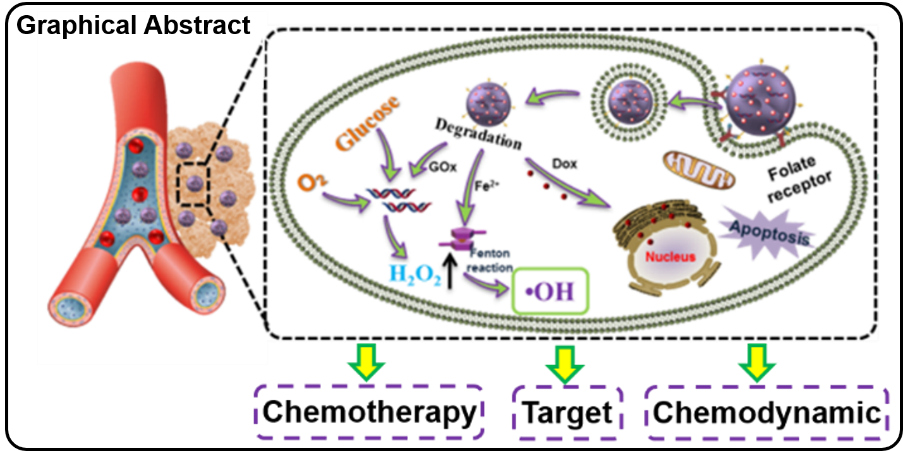 Graphical Abstract
Glucose
O₂
Degradation
GOx
Fe²⁺
Dox
Folate
receptor
Apoptosis
Nucleus
H₂O₂
Fenton
reaction
•OH
Chemotherapy
Target
Chemodynamic